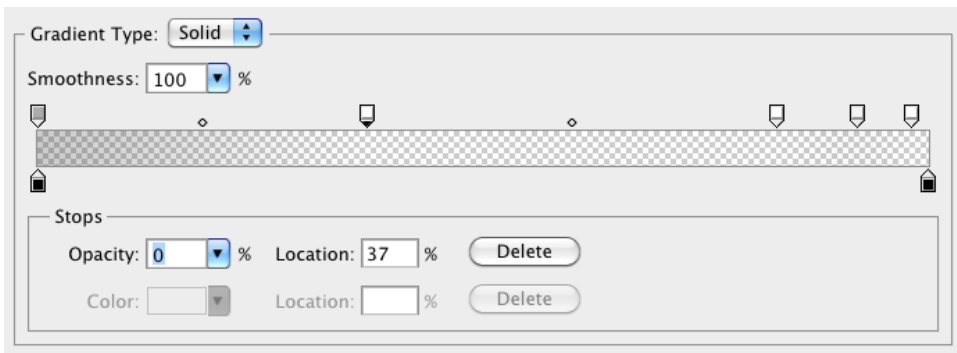 Gradient Type: Solid
Smoothness: 100 %
Stops
Opacity: 0 % Location: 37 % Delete
Color: Location: % Delete